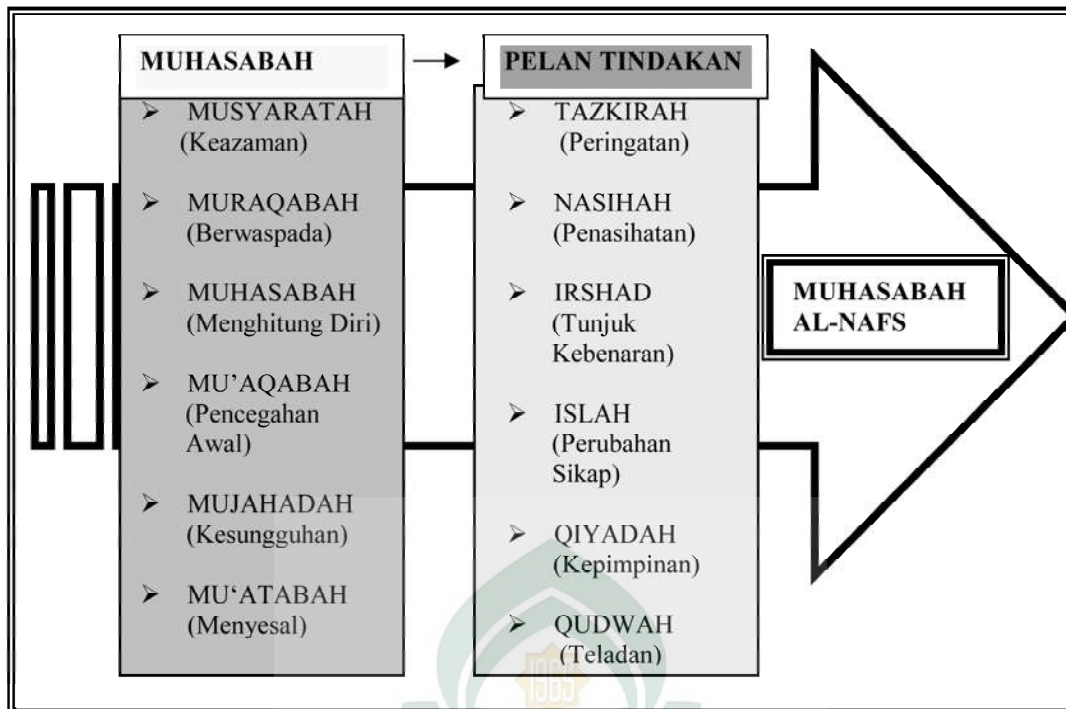 MUHASABAH
PELAN TINDAKAN
MUSYARATAH
(Keazaman)
MURAQABAH
(Berwaspada)
MUHASABAH
(Menghitung Diri)
MU’AQABAH
(Pencegahan
Awal)
MUJAHADAH
(Kesungguhan)
MU‘ATABAH
(Menyesal)
TAZKIRAH
(Peringatan)
NASIHAH
(Penasihatan)
IRSHAD
(Tunjuk
Kebenaran)
ISLAH
(Perubahan
Sikap)
QIYADAH
(Kepimpinan)
QUDWAH
(Teladan)
MUHASABAH
AL-NAFS
1965